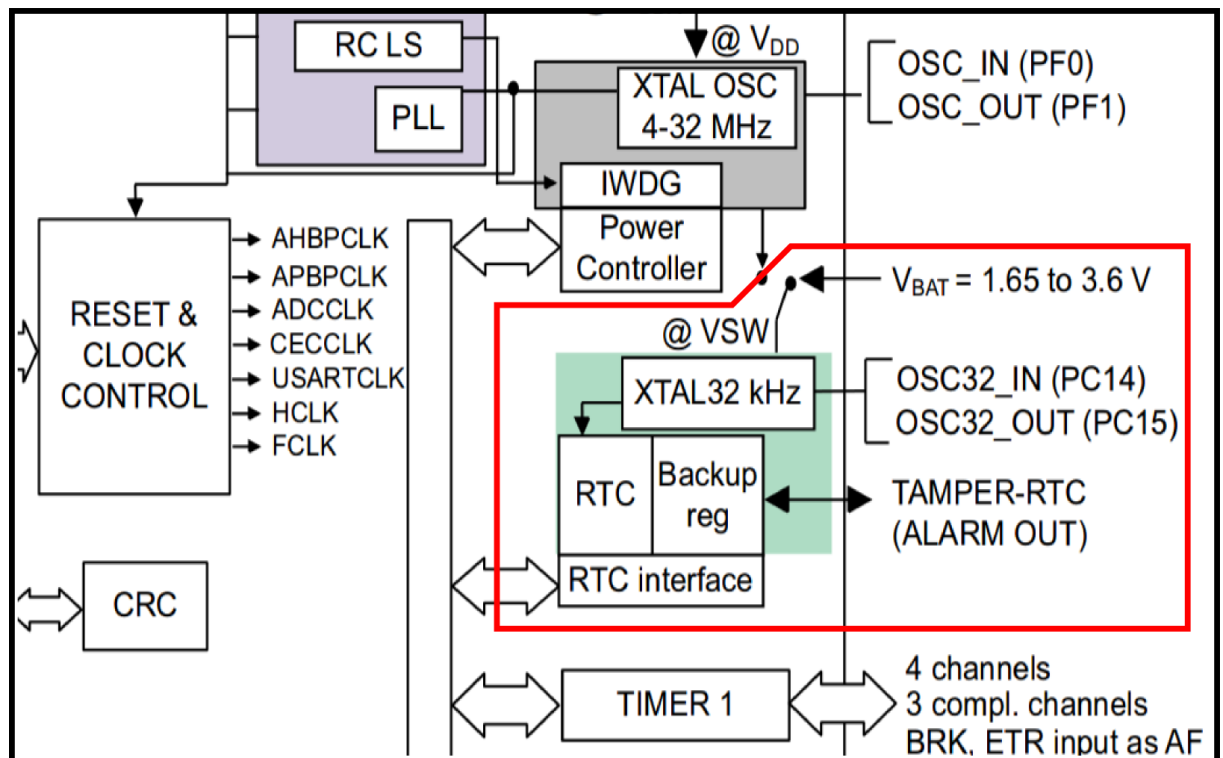 RC LS
PLL
@ VDD
XTAL OSC
4-32 MHz
OSC_IN (PF0)
OSC_OUT (PF1)
IWDG
Power
Controller
RESET &
CLOCK
CONTROL
AHBPCLK
APBPCLK
ADCCLK
CECCLK
USARTCLK
HCLK
FCLK
VBAT = 1.65 to 3.6 V
@ VSW
XTAL32 kHz
OSC32_IN (PC14)
OSC32_OUT (PC15)
RTC
Backup
reg
TAMPER-RTC
(ALARM OUT)
RTC interface
CRC
TIMER 1
4 channels
3 compl. channels
BRK, ETR input as AF